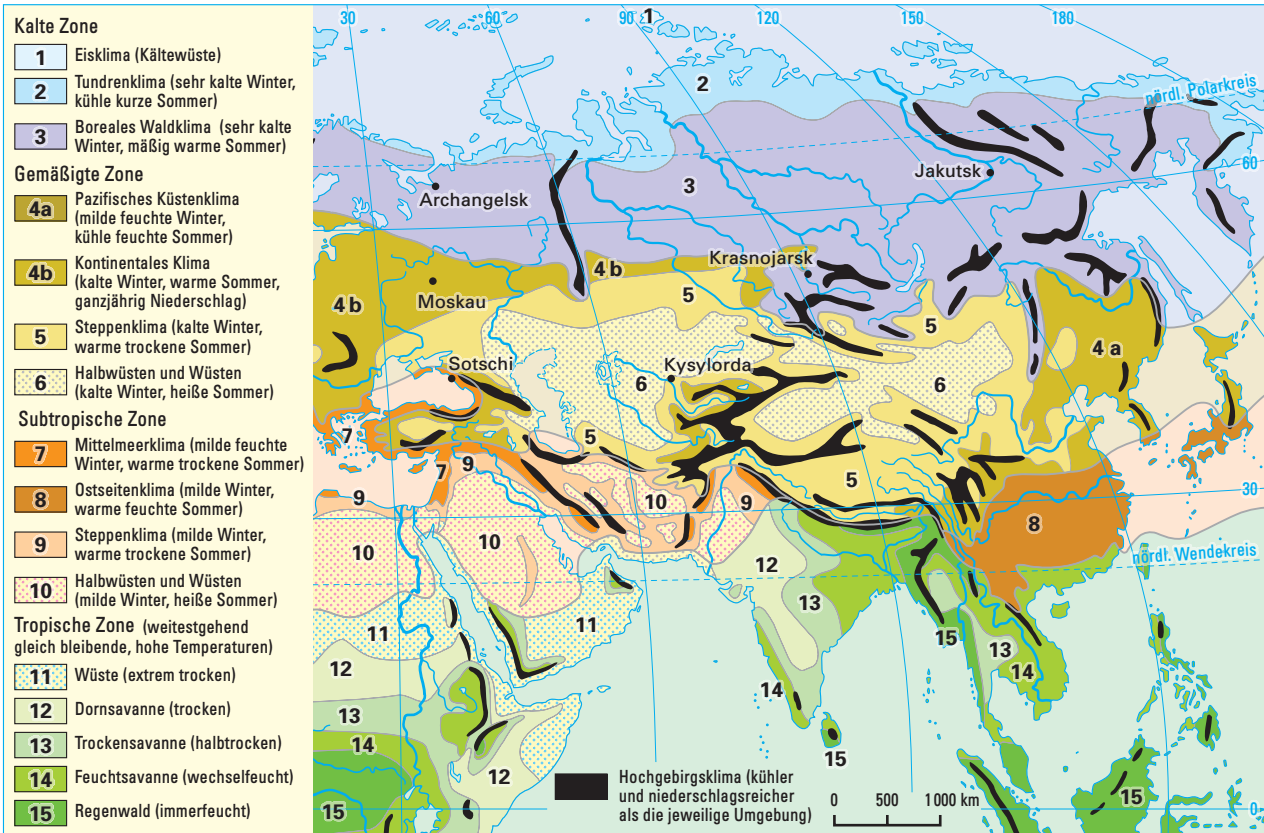 Kalte Zone
1 Eisklima (Kältewüste)
2 Tundrenklima (sehr kalte Winter,
kühle kurze Sommer)
3 Boreales Waldklima (sehr kalte
Winter, mäßig warme Sommer)
Gemäßigte Zone
4a Pazifisches Küstenklima
(milde feuchte Winter,
kühle feuchte Sommer)
4b Kontinentales Klima
(kalte Winter, warme Sommer,
ganzjährig Niederschlag)
5 Steppenklima (kalte Winter,
warme trockene Sommer)
6 Halbwüsten und Wüsten
(kalte Winter, heiße Sommer)
Subtropische Zone
7 Mittelmeerklima (milde feuchte
Winter, warme trockene Sommer)
8 Ostseitenklima (milde Winter,
warme feuchte Sommer)
9 Steppenklima (milde Winter,
warme trockene Sommer)
10 Halbwüsten und Wüsten
(milde Winter, heiße Sommer)
Tropische Zone (weitestgehend
gleich bleibende, hohe Temperaturen)
11 Wüste (extrem trocken)
12 Dornsavanne (trocken)
13 Trockensavanne (halbtrocken)
14 Feuchtsavanne (wechselfeucht)
15 Regenwald (immerfeucht)
30 60 90 1 120 150 180
2
nördl. Polarkreis
60
3
Jakutsk
Archangelsk
Krasnojarsk
4b
5
Moskau
4b
5
4a
Sotschi
6
Kysylorda
6
7
5
9
7
5
9
10
9
30
8
10
10
nördl. Wendekreis
12
11
11
13
15
13
12
14
14
13
14
15
12
15
15
0
Hochgebirgsklima (kühler
und niederschlagsreicher
als die jeweilige Umgebung)
0 500 1000 km